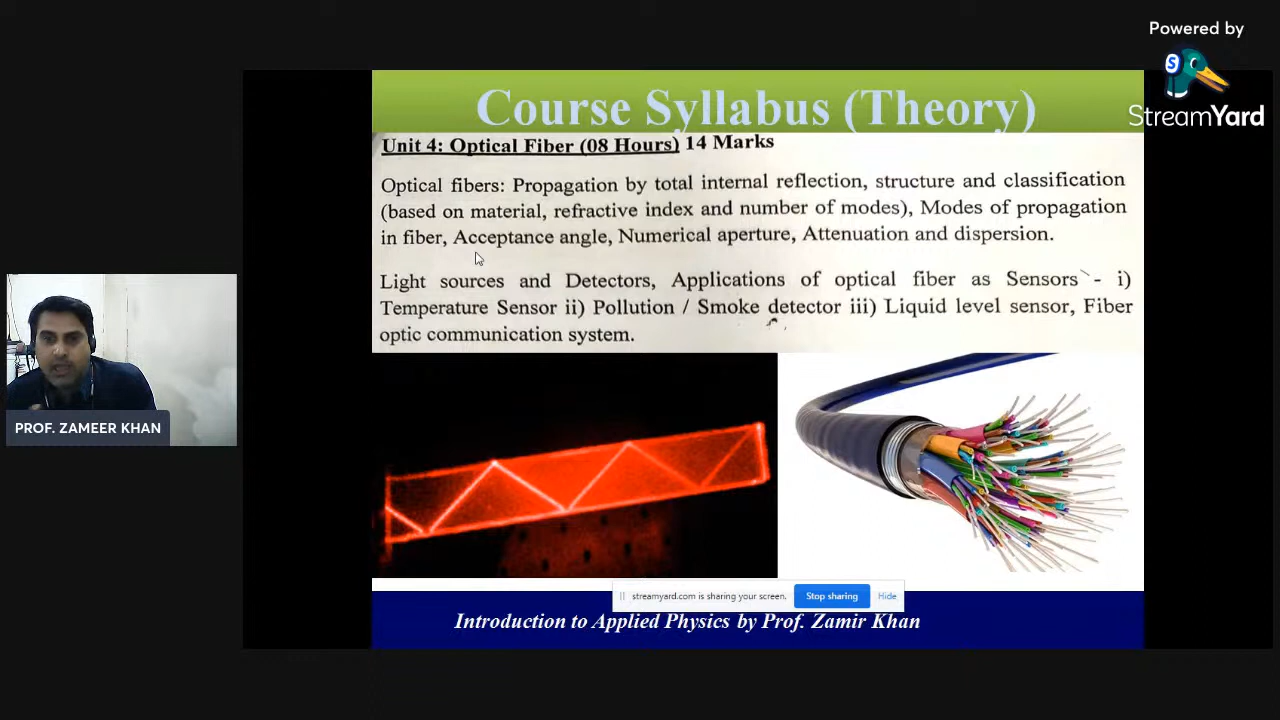 Powered by
StreamYard
Course Syllabus (Theory)
Unit 4: Optical Fiber (08 Hours) 14 Marks
Optical fibers: Propagation by total internal reflection, structure and classification
(based on material, refractive index and number of modes), Modes of propagation
in fiber, Acceptance angle, Numerical aperture, Attenuation and dispersion.
Light sources and Detectors, Applications of optical fiber as Sensors - i)
Temperature Sensor ii) Pollution / Smoke detector iii) Liquid level sensor, Fiber
optic communication system.
PROF. ZAMEER KHAN
streamyard.com is sharing your screen. Stop sharing Hide
Introduction to Applied Physics by Prof. Zamir Khan